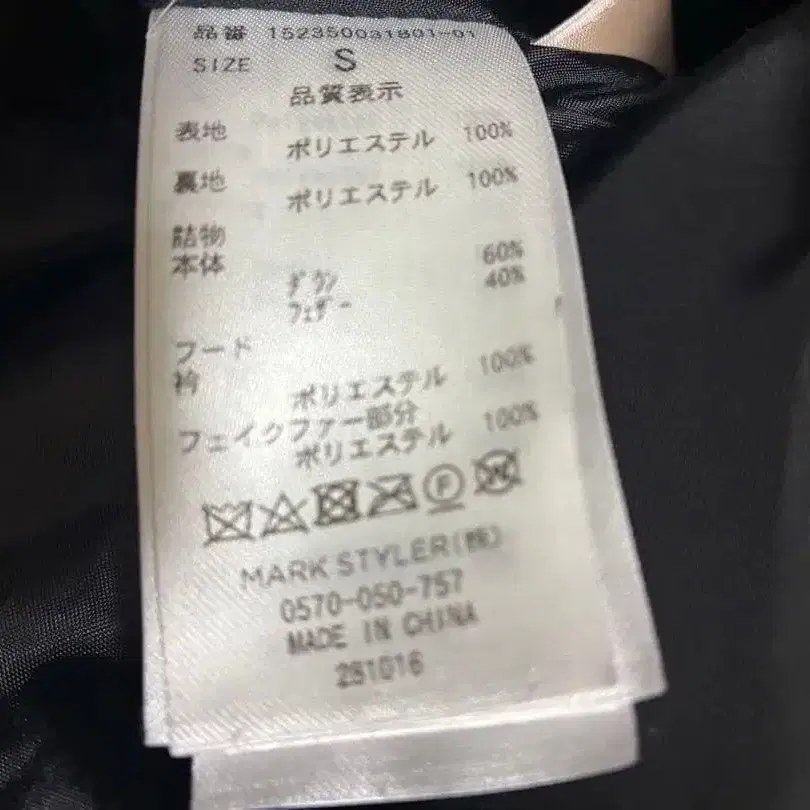 品番 152350031801-01
SIZE S
品質表示
表地 ポリエステル 100%
裏地 ポリエステル 100%
詰物
本体 ダウン 60%
フェザー 40%
フード
衿 ポリエステル 100%
フェイクファー部分
ポリエステル 100%
MARK STYLER(株)
0570-050-757
MADE IN CHINA
281016